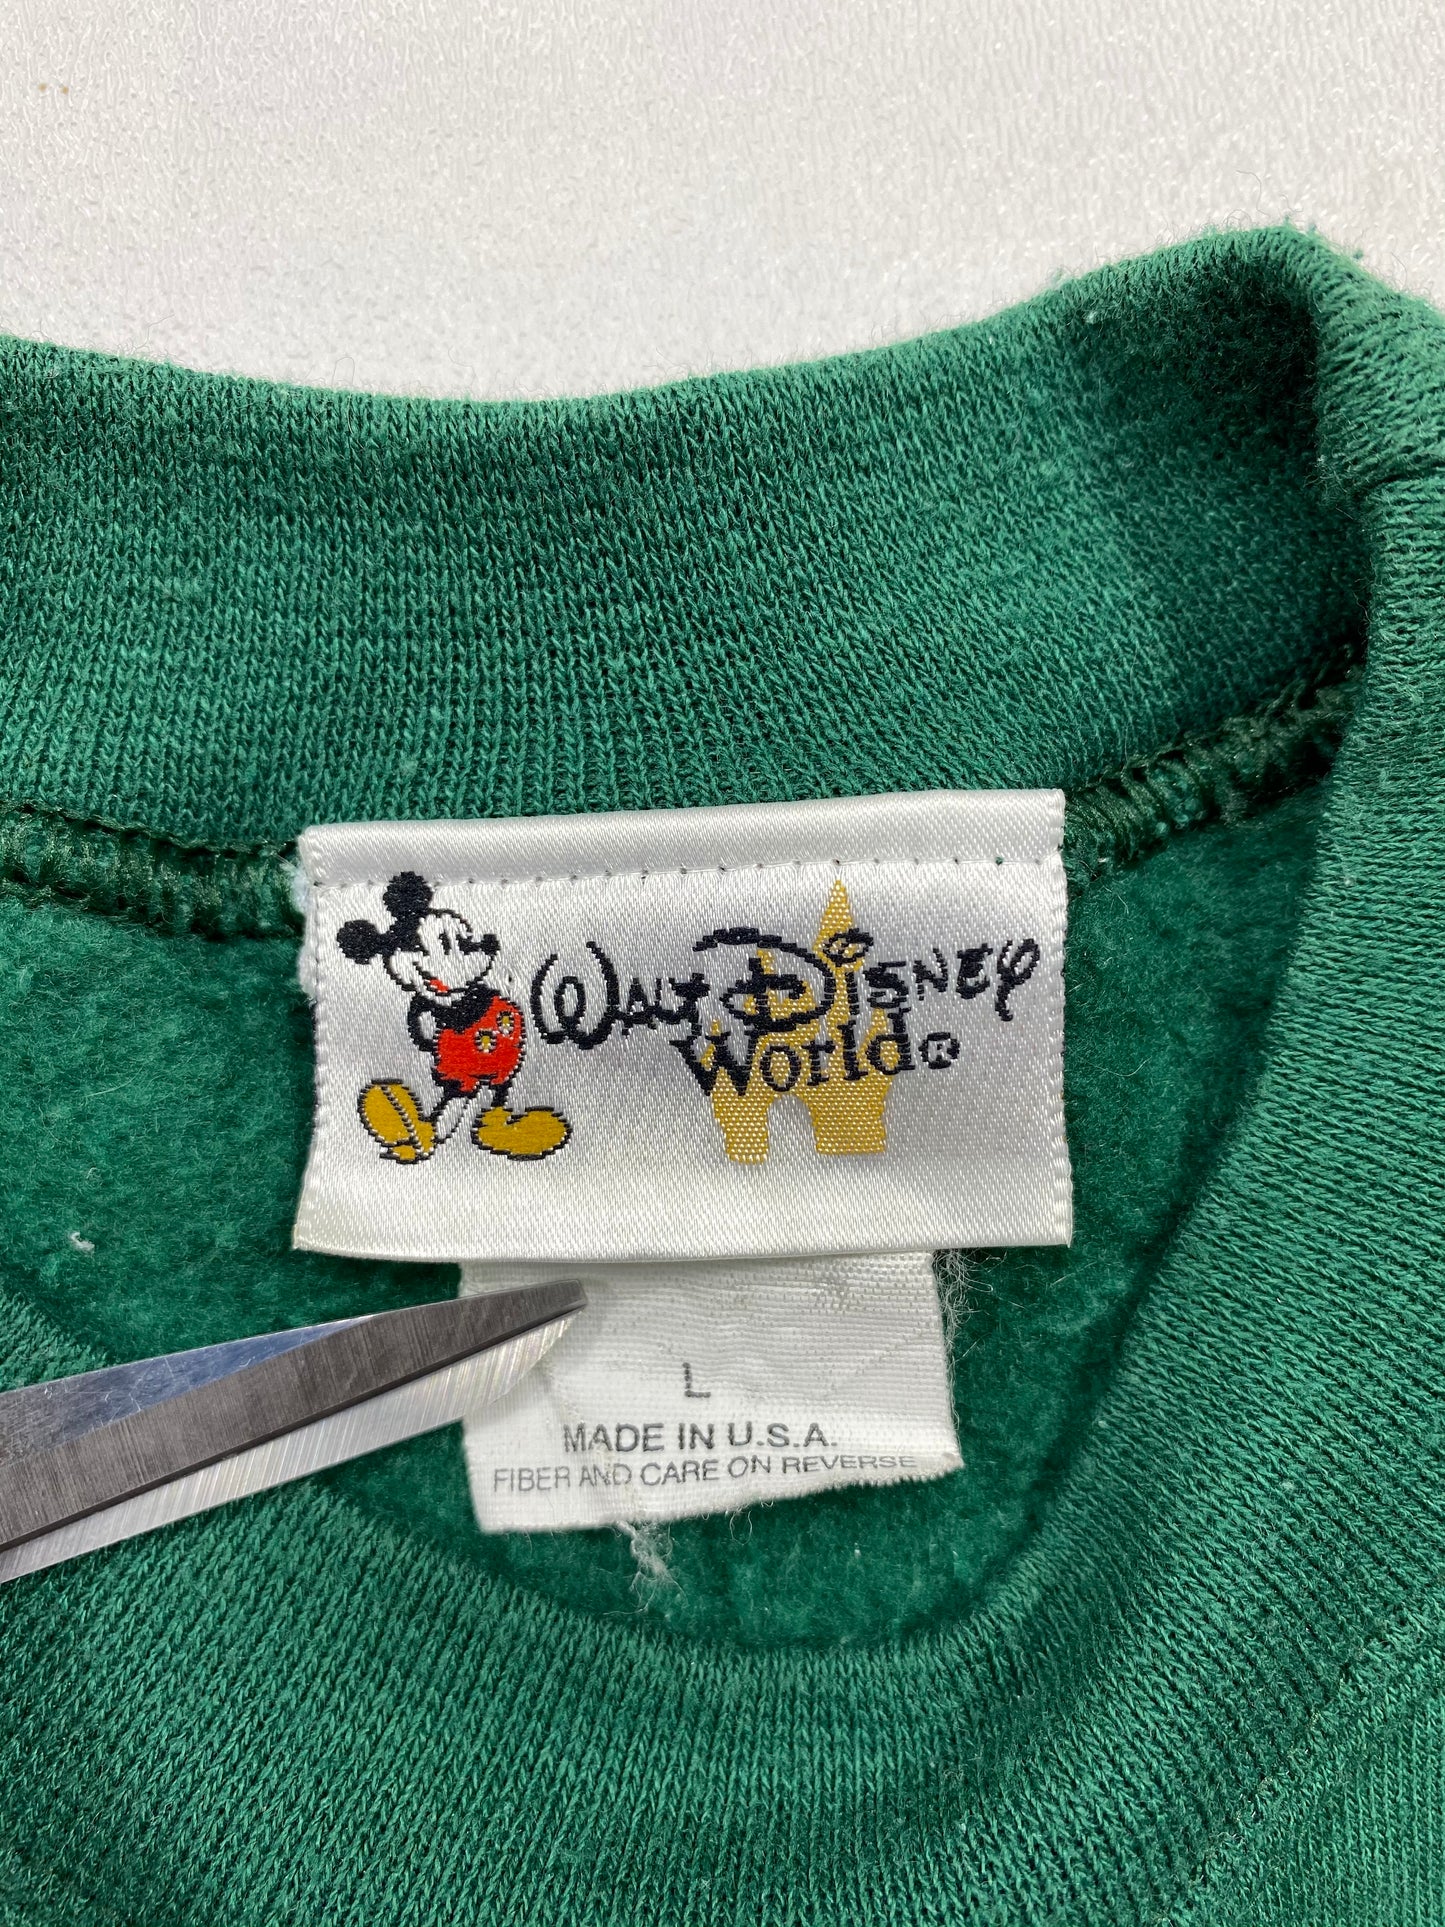 Walt Disney
World®
L
MADE IN U.S.A.
FIBER AND CARE ON REVERSE